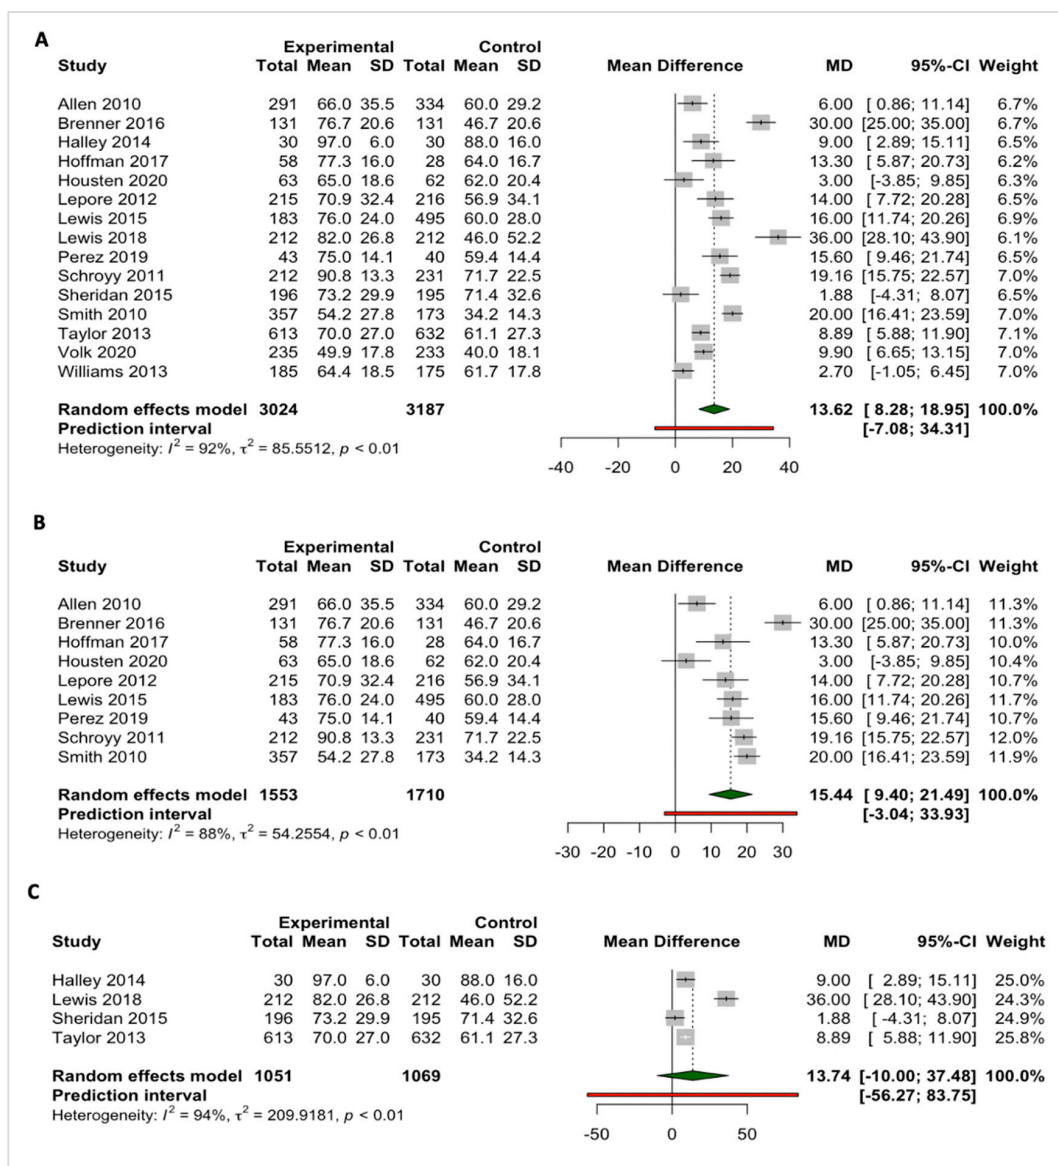 A
Experimental Control
Study Total Mean SD Total Mean SD Mean Difference MD 95%-CI Weight
Allen 2010 291 66.0 35.5 334 60.0 29.2 6.00 [ 0.86; 11.14] 6.7%
Brenner 2016 131 76.7 20.6 131 46.7 20.6 30.00 [25.00; 35.00] 6.7%
Halley 2014 30 97.0 6.0 30 88.0 16.0 9.00 [ 2.89; 15.11] 6.5%
Hoffman 2017 58 77.3 16.0 28 64.0 16.7 13.30 [ 5.87; 20.73] 6.2%
Housten 2020 63 65.0 18.6 62 62.0 20.4 3.00 [-3.85; 9.85] 6.3%
Lepore 2012 215 70.9 32.4 216 56.9 34.1 14.00 [ 7.72; 20.28] 6.5%
Lewis 2015 183 76.0 24.0 495 60.0 28.0 16.00 [11.74; 20.26] 6.9%
Lewis 2018 212 82.0 26.8 212 46.0 52.2 36.00 [28.10; 43.90] 6.1%
Perez 2019 43 75.0 14.1 40 59.4 14.4 15.60 [ 9.46; 21.74] 6.5%
Schroyy 2011 212 90.8 13.3 231 71.7 22.5 19.16 [15.75; 22.57] 7.0%
Sheridan 2015 196 73.2 29.9 195 71.4 32.6 1.88 [-4.31; 8.07] 6.5%
Smith 2010 357 54.2 27.8 173 34.2 14.3 20.00 [16.41; 23.59] 7.0%
Taylor 2013 613 70.0 27.0 632 61.1 27.3 8.89 [ 5.88; 11.90] 7.1%
Volk 2020 235 49.9 17.8 233 40.0 18.1 9.90 [ 6.65; 13.15] 7.0%
Williams 2013 185 64.4 18.5 175 61.7 17.8 2.70 [-1.05; 6.45] 7.0%
Random effects model 3024 3187 13.62 [ 8.28; 18.95] 100.0%
Prediction interval [-7.08; 34.31]
Heterogeneity: I² = 92%, τ² = 85.5512, p < 0.01
-40 -20 0 20 40
B
Experimental Control
Study Total Mean SD Total Mean SD Mean Difference MD 95%-CI Weight
Allen 2010 291 66.0 35.5 334 60.0 29.2 6.00 [ 0.86; 11.14] 11.3%
Brenner 2016 131 76.7 20.6 131 46.7 20.6 30.00 [25.00; 35.00] 11.3%
Hoffman 2017 58 77.3 16.0 28 64.0 16.7 13.30 [ 5.87; 20.73] 10.0%
Housten 2020 63 65.0 18.6 62 62.0 20.4 3.00 [-3.85; 9.85] 10.4%
Lepore 2012 215 70.9 32.4 216 56.9 34.1 14.00 [ 7.72; 20.28] 10.7%
Lewis 2015 183 76.0 24.0 495 60.0 28.0 16.00 [11.74; 20.26] 11.7%
Perez 2019 43 75.0 14.1 40 59.4 14.4 15.60 [ 9.46; 21.74] 10.7%
Schroyy 2011 212 90.8 13.3 231 71.7 22.5 19.16 [15.75; 22.57] 12.0%
Smith 2010 357 54.2 27.8 173 34.2 14.3 20.00 [16.41; 23.59] 11.9%
Random effects model 1553 1710 15.44 [ 9.40; 21.49] 100.0%
Prediction interval [-3.04; 33.93]
Heterogeneity: I² = 88%, τ² = 54.2554, p < 0.01
-30 -20 -10 0 10 20 30
C
Experimental Control
Study Total Mean SD Total Mean SD Mean Difference MD 95%-CI Weight
Halley 2014 30 97.0 6.0 30 88.0 16.0 9.00 [ 2.89; 15.11] 25.0%
Lewis 2018 212 82.0 26.8 212 46.0 52.2 36.00 [28.10; 43.90] 24.3%
Sheridan 2015 196 73.2 29.9 195 71.4 32.6 1.88 [ -4.31; 8.07] 24.9%
Taylor 2013 613 70.0 27.0 632 61.1 27.3 8.89 [ 5.88; 11.90] 25.8%
Random effects model 1051 1069 13.74 [-10.00; 37.48] 100.0%
Prediction interval [-56.27; 83.75]
Heterogeneity: I² = 94%, τ² = 209.9181, p < 0.01
-50 0 50